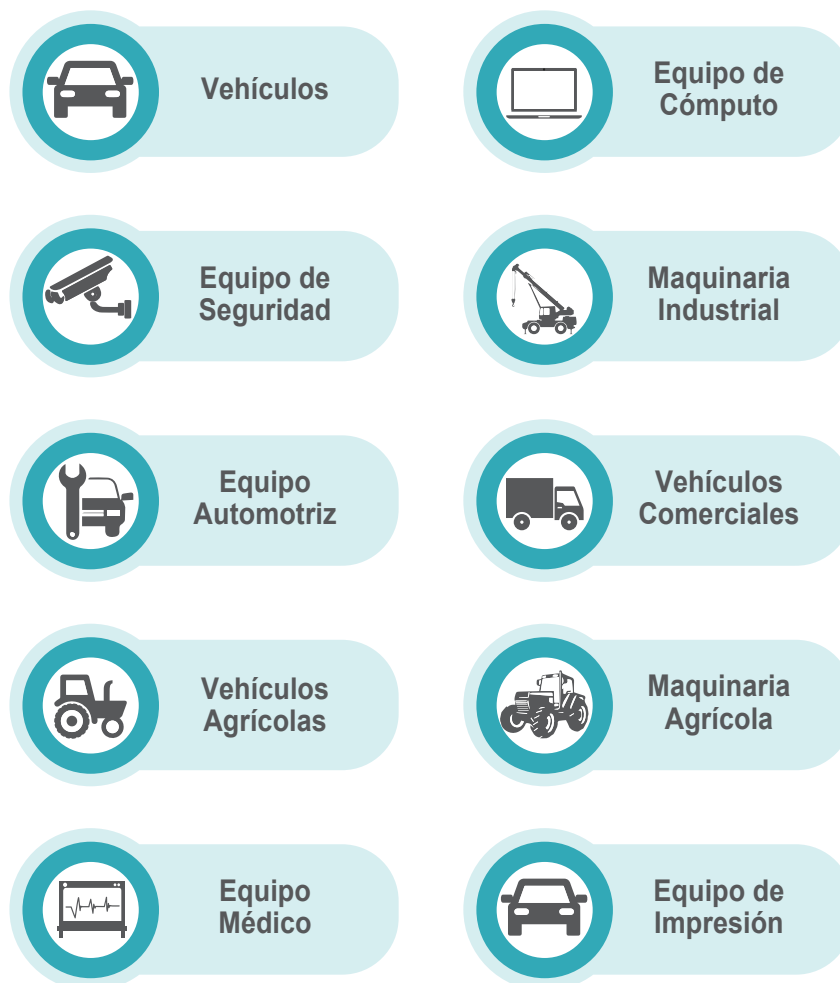 Vehículos
Equipo de
Cómputo
Equipo de
Seguridad
Maquinaria
Industrial
Equipo
Automotriz
Vehículos
Comerciales
Vehículos
Agrícolas
Maquinaria
Agrícola
Equipo
Médico
Equipo de
Impresión